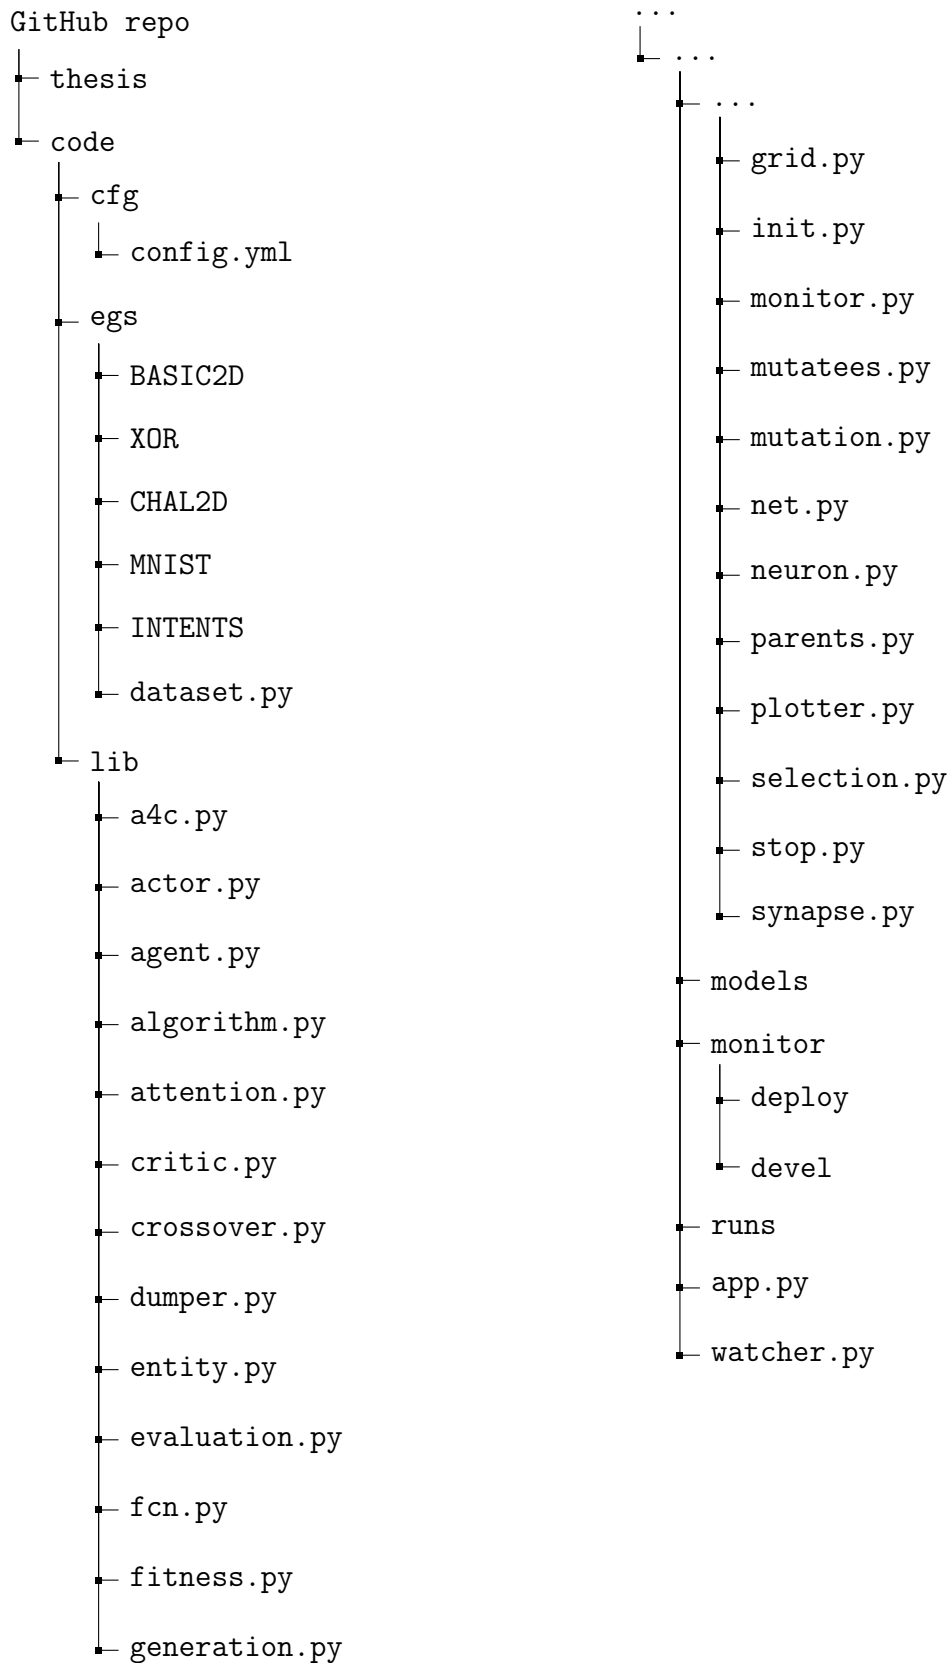 GitHub repo
thesis
code
cfg
config.yml
egs
BASIC2D
XOR
CHAL2D
MNIST
INTENTS
dataset.py
lib
a4c.py
actor.py
agent.py
algorithm.py
attention.py
critic.py
crossover.py
dumper.py
entity.py
evaluation.py
fcn.py
fitness.py
generation.py
...
...
...
grid.py
init.py
monitor.py
mutatees.py
mutation.py
net.py
neuron.py
parents.py
plotter.py
selection.py
stop.py
synapse.py
models
monitor
deploy
devel
runs
app.py
watcher.py